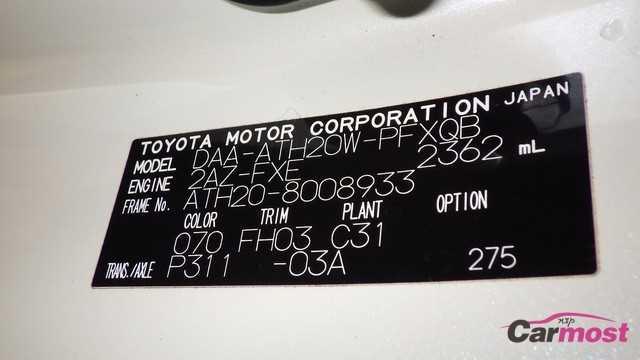 TOYOTA MOTOR CORPORATION JAPAN
MODEL DAA-ATH20W-PFXQB
ENGINE 2AZ-FXE 2362 mL
FRAME No. ATH20-8008933
COLOR TRIM PLANT OPTION
070 FH03 C31
TRANS./AXLE P311 -03A 275
Carmost